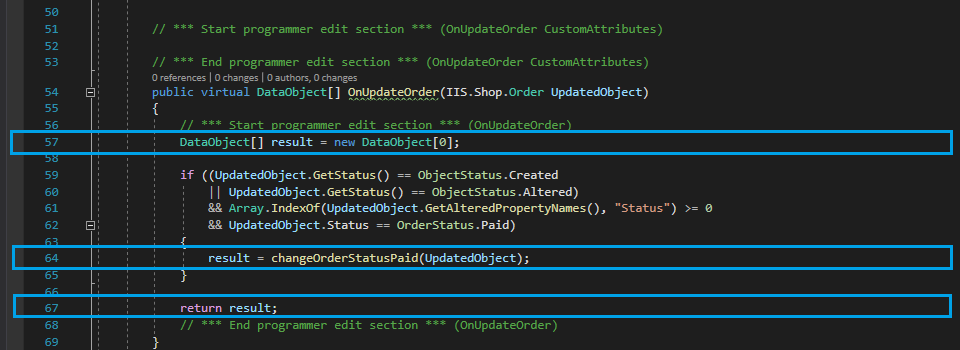 50
51 // *** Start programmer edit section *** (OnUpdateOrder CustomAttributes)
52
53 // *** End programmer edit section *** (OnUpdateOrder CustomAttributes)
0 references | 0 changes | 0 authors, 0 changes
54 public virtual DataObject[] OnUpdateOrder(IIS.Shop.Order UpdatedObject)
55 {
56 // *** Start programmer edit section *** (OnUpdateOrder)
57 DataObject[] result = new DataObject[0];
58
59 if ((UpdatedObject.GetStatus() == ObjectStatus.Created
60 || UpdatedObject.GetStatus() == ObjectStatus.Altered)
61 && Array.IndexOf(UpdatedObject.GetAlteredPropertyNames(), "Status") >= 0
62 && UpdatedObject.Status == OrderStatus.Paid)
63 {
64 result = changeOrderStatusPaid(UpdatedObject);
65 }
66
67 return result;
68 // *** End programmer edit section *** (OnUpdateOrder)
69 }